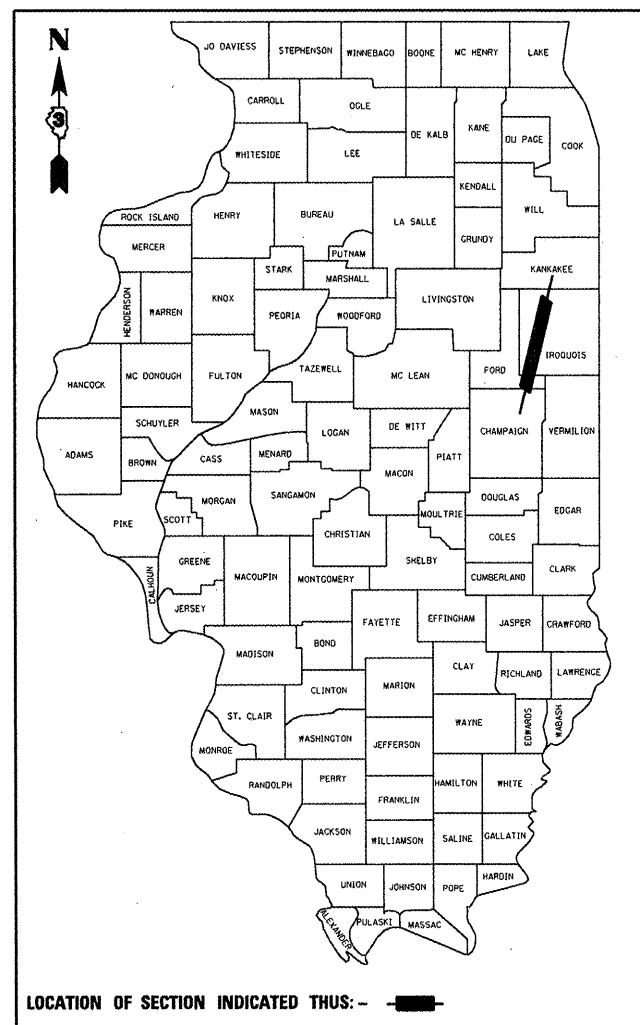 N
3
JO DAVIESS STEPHENSON WINNEBAGO BOONE MC HENRY LAKE
CARROLL OGLE DE KALB KANE DU PAGE COOK
WHITESIDE LEE KENDALL WILL
ROCK ISLAND HENRY BUREAU LA SALLE GRUNDY
MERCER PUTNAM KANKAKEE
STARK MARSHALL
HENDERSON WARREN KNOX PEORIA WOODFORD LIVINGSTON
FORD IROQUOIS
HANCOCK MC DONOUGH FULTON TAZEWELL MC LEAN
MASON
SCHUYLER LOGAN DE WITT CHAMPAIGN VERMILION
ADAMS BROWN CASS MENARD MACON PIATT
PIKE SCOTT MORGAN SANGAMON MOULTRIE DOUGLAS EDGAR
CHRISTIAN COLES
GREENE SHELBY
CALHOUN MACOUPIN MONTGOMERY CUMBERLAND CLARK
JERSEY FAYETTE EFFINGHAM JASPER CRAWFORD
MADISON BOND
CLAY RICHLAND LAWRENCE
CLINTON MARION
ST. CLAIR WAYNE EDWARDS WABASH
WASHINGTON JEFFERSON
MONROE
RANDOLPH PERRY HAMILTON WHITE
FRANKLIN
JACKSON WILLIAMSON SALINE GALLATIN
UNION JOHNSON POPE HARDIN
ALEXANDER PULASKI MASSAC
LOCATION OF SECTION INDICATED THUS: -